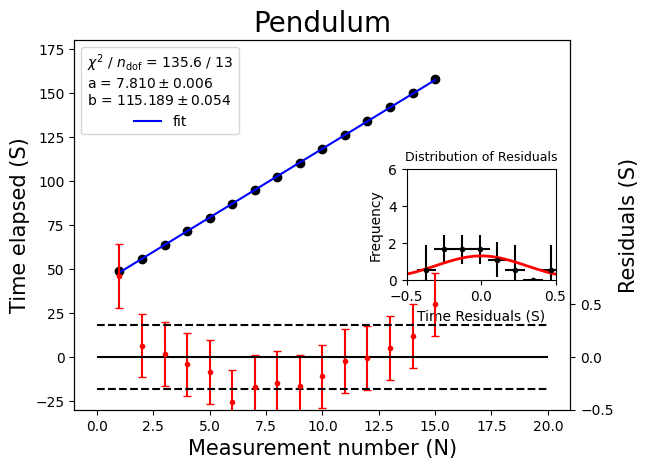 Pendulum
χ² / n_dof = 135.6 / 13
a = 7.810 ± 0.006
b = 115.189 ± 0.054
fit
Time elapsed (S)
175
150
125
100
75
50
25
0
−25
0.0 2.5 5.0 7.5 10.0 12.5 15.0 17.5 20.0
Measurement number (N)
Distribution of Residuals
Frequency
6
4
2
0
−0.5 0.0 0.5
Time Residuals (S)
Residuals (S)
0.5
0.0
−0.5